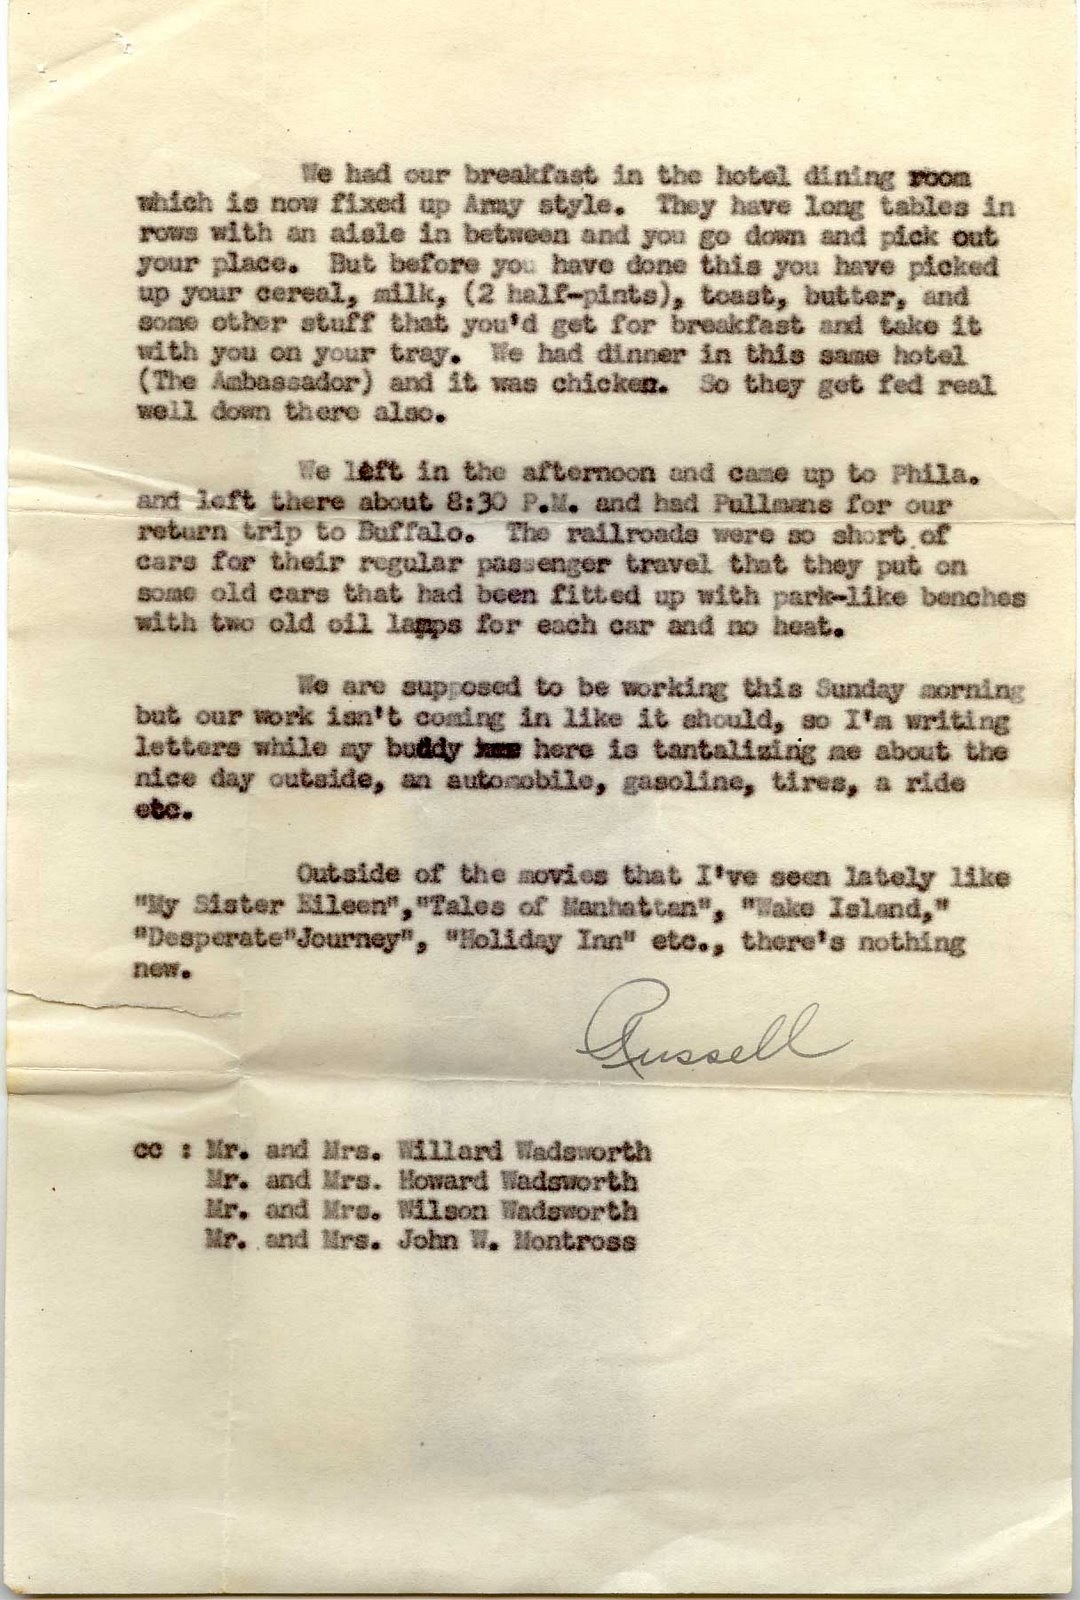 We had our breakfast in the hotel dining room
which is now fixed up Army style. They have long tables in
rows with an aisle in between and you go down and pick out
your place. But before you have done this you have picked
up your cereal, milk, (2 half-pints), toast, butter, and
some other stuff that you'd get for breakfast and take it
with you on your tray. We had dinner in this same hotel
(The Ambassador) and it was chicken. So they get fed real
well down there also.
We left in the afternoon and came up to Phila.
and left there about 8:30 P.M. and had Pullmans for our
return trip to Buffalo. The railroads were so short of
cars for their regular passenger travel that they put on
some old cars that had been fitted up with park-like benches
with two old oil lamps for each car and no heat.
We are supposed to be working this Sunday morning
but our work isn't coming in like it should, so I'm writing
letters while my buddy here is tantalizing me about the
nice day outside, an automobile, gasoline, tires, a ride
etc.
Outside of the movies that I've seen lately like
"My Sister Eileen","Tales of Manhattan", "Wake Island,"
"Desperate"Journey", "Holiday Inn" etc., there's nothing
new.
Russell
cc : Mr. and Mrs. Willard Wadsworth
Mr. and Mrs. Howard Wadsworth
Mr. and Mrs. Wilson Wadsworth
Mr. and Mrs. John W. Montross